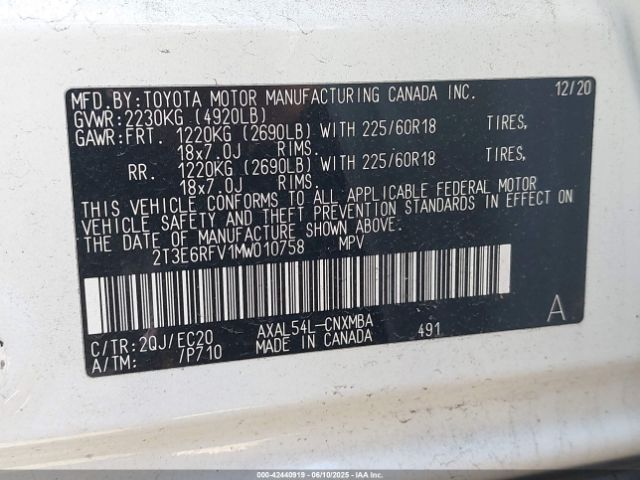 MFD.BY:TOYOTA MOTOR MANUFACTURING CANADA INC. 12/20
GVWR:2230KG (4920LB)
GAWR:FRT. 1220KG (2690LB) WITH 225/60R18 TIRES,
18x7.0J RIMS.
RR. 1220KG (2690LB) WITH 225/60R18 TIRES,
18x7.0J RIMS.
THIS VEHICLE CONFORMS TO ALL APPLICABLE FEDERAL MOTOR
VEHICLE SAFETY AND THEFT PREVENTION STANDARDS IN EFFECT ON
THE DATE OF MANUFACTURE SHOWN ABOVE.
2T3E6RFV1MW010758 MPV
A
C/TR:2QJ/EC20 AXAL54L-CNXMBA 491
A/TM: /P710 MADE IN CANADA
000-42440919 - 06/10/2025 - IAAI.COM